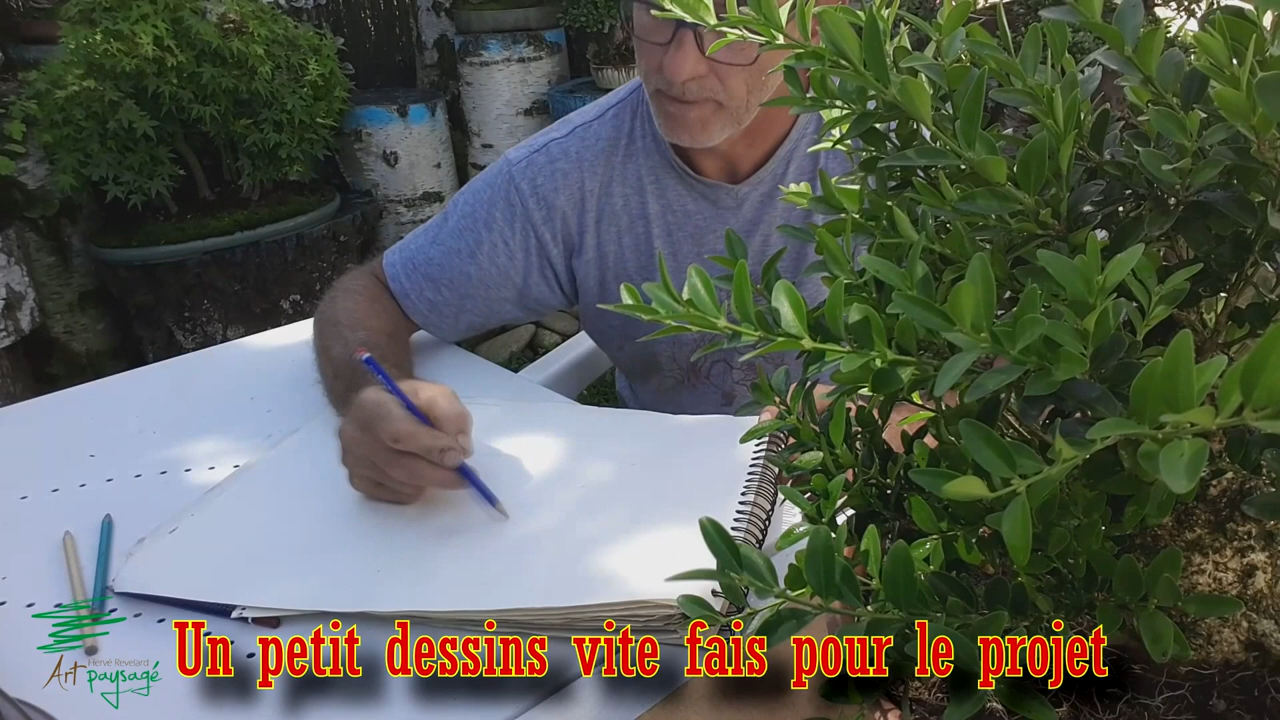 Hervé Revelard
Art paysagé
Un petit dessins vite fais pour le projet